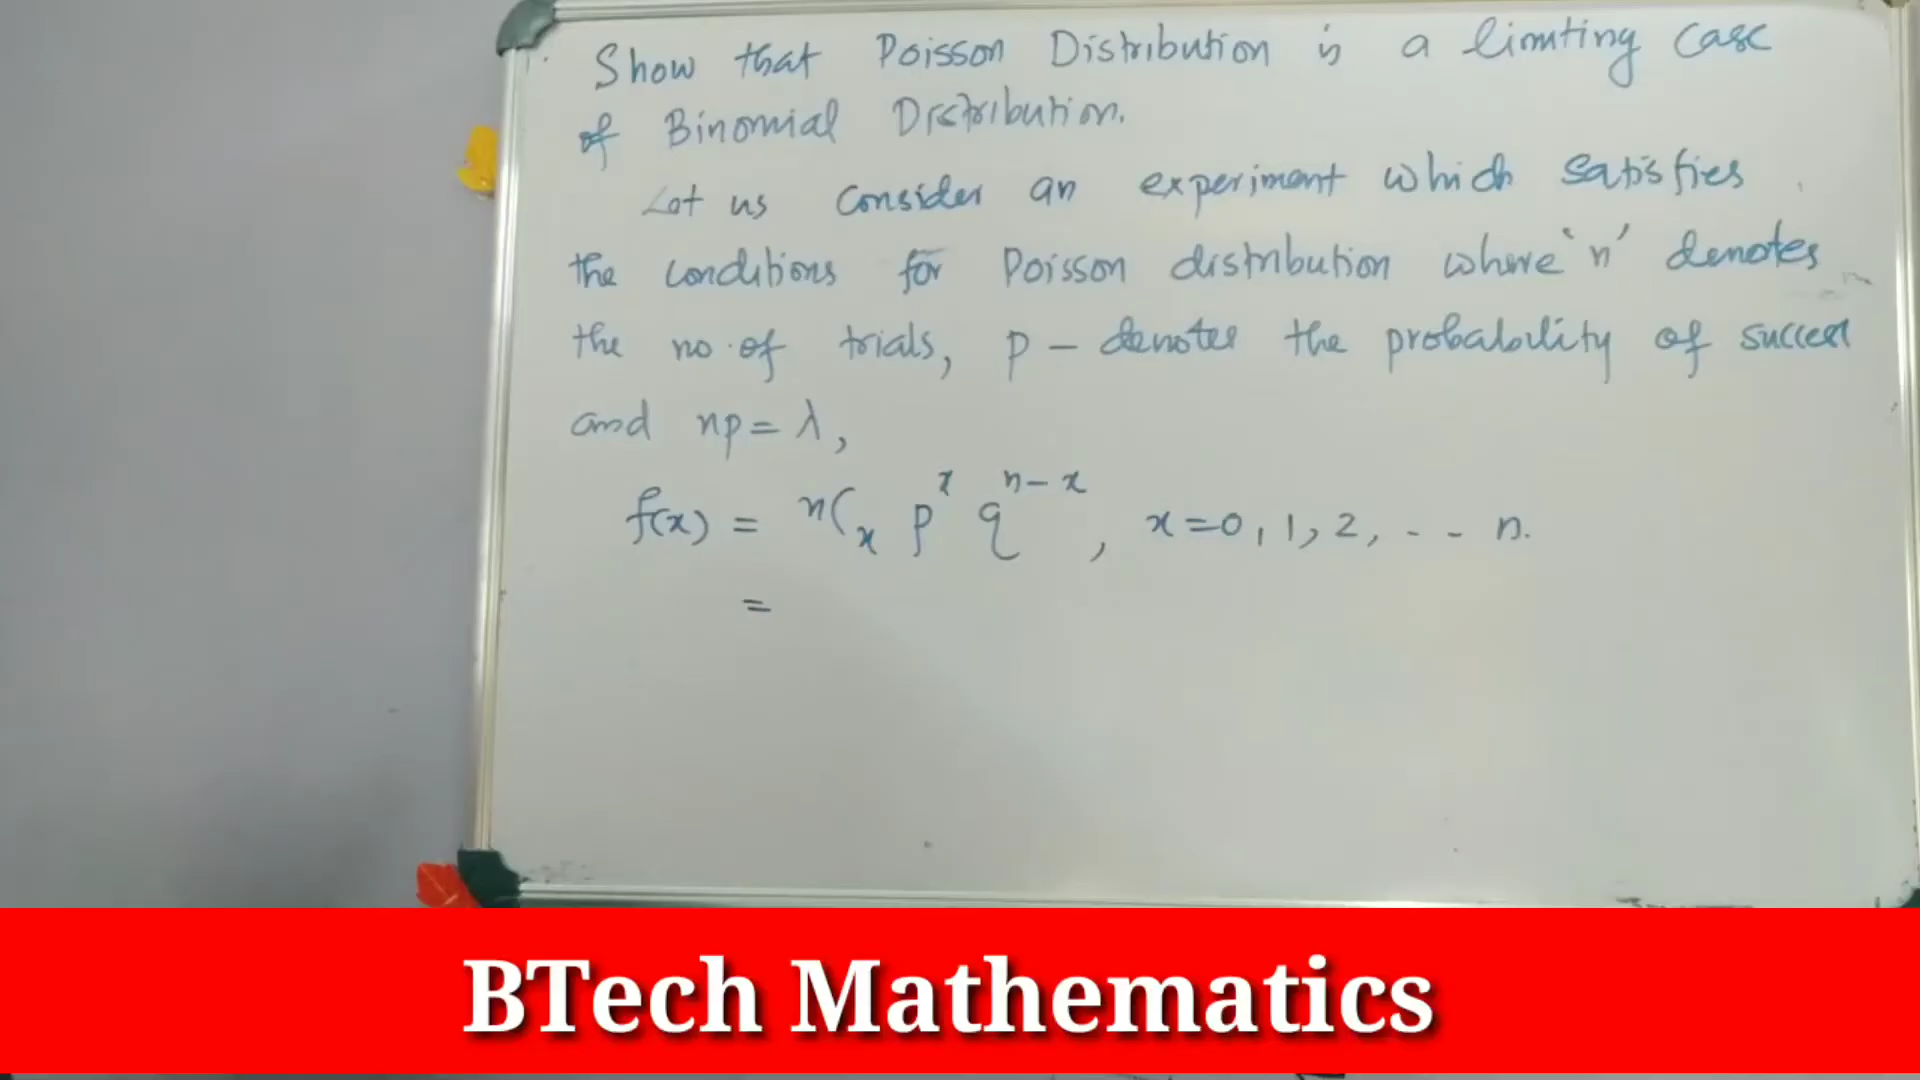 Show that Poisson Distribution is a limiting case
of Binomial Distribution.
Let us consider an experiment which satisfies
the conditions for Poisson distribution where 'n' denotes
the no. of trials, p – denotes the probability of success
and np = λ,
f(x) = nCₓ pˣ qⁿ⁻ˣ, x = 0, 1, 2, - - n.
=
BTech Mathematics